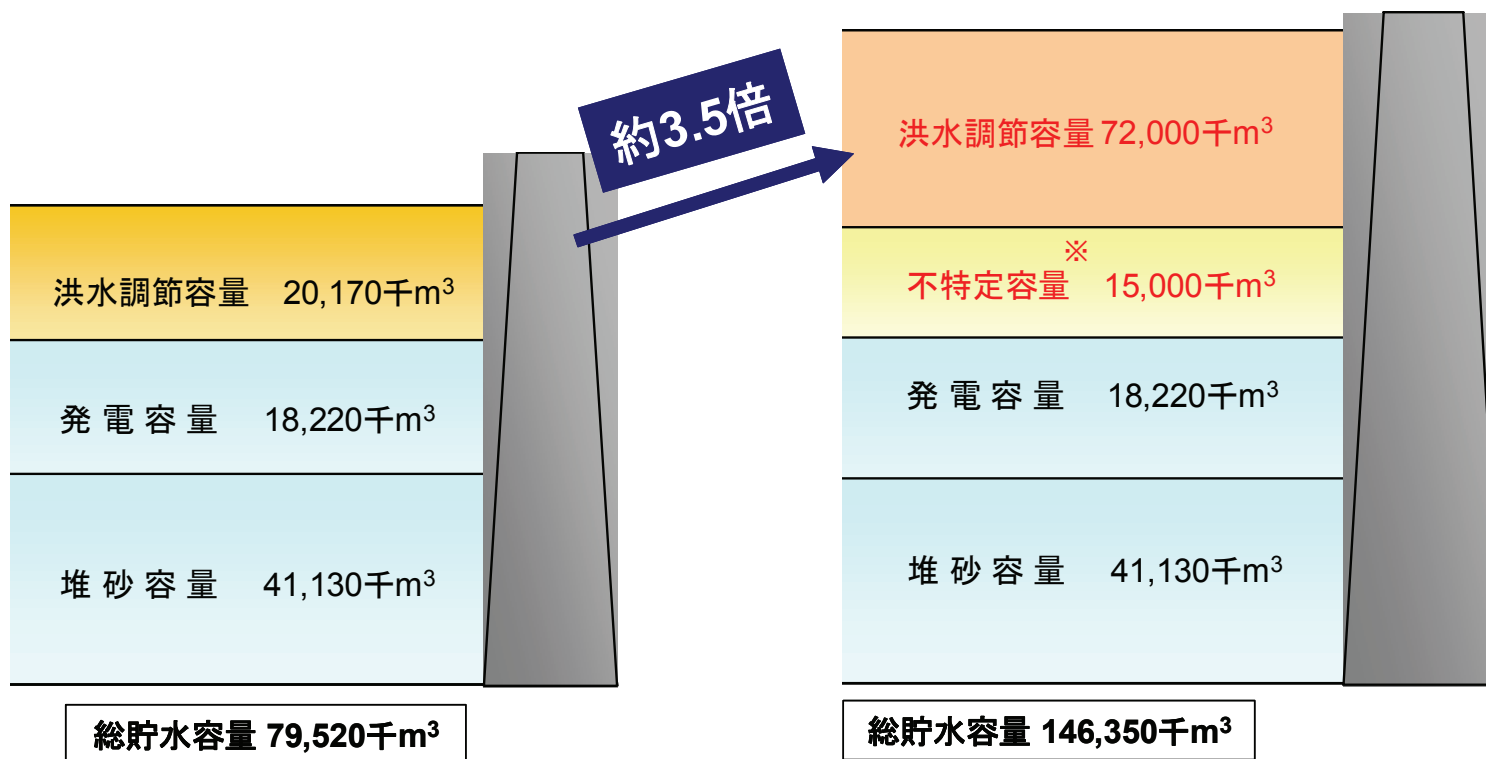 約3.5倍
洪水調節容量 20,170千m³
発電容量 18,220千m³
堆砂容量 41,130千m³
総貯水容量 79,520千m³
洪水調節容量 72,000千m³
※
不特定容量 15,000千m³
発電容量 18,220千m³
堆砂容量 41,130千m³
総貯水容量 146,350千m³